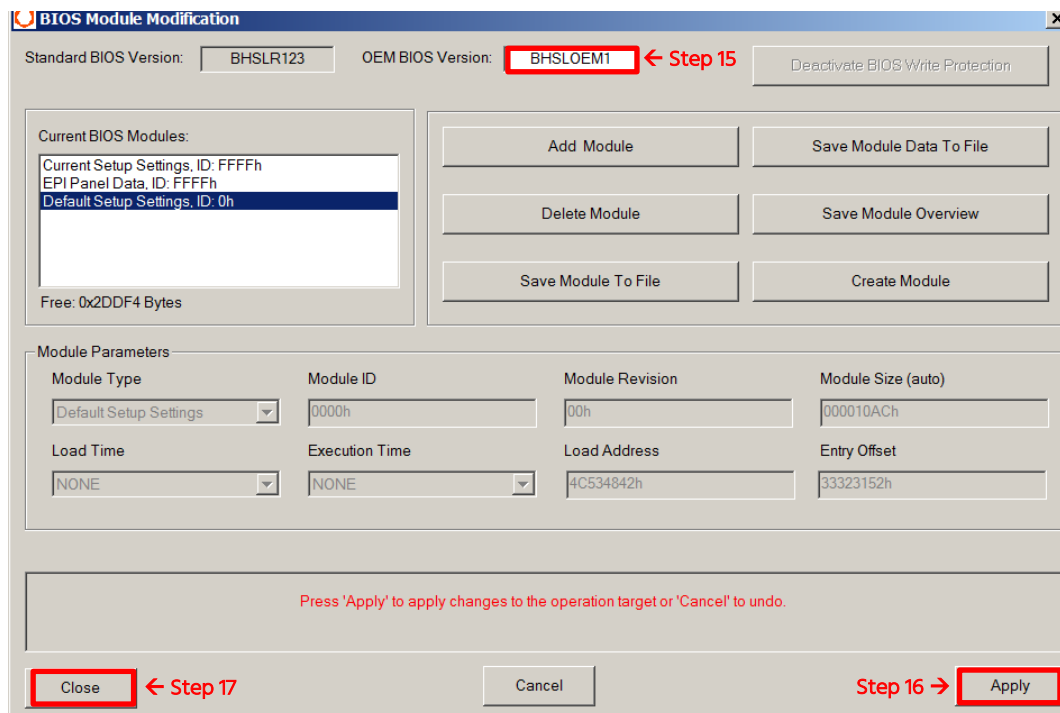 BIOS Module Modification
Standard BIOS Version: BHSLR123 OEM BIOS Version: BHSLOEM1 ← Step 15 Deactivate BIOS Write Protection
Current BIOS Modules:
Current Setup Settings, ID: FFFFh
EPI Panel Data, ID: FFFFh
Default Setup Settings, ID: 0h
Free: 0x2DDF4 Bytes
Add Module Save Module Data To File
Delete Module Save Module Overview
Save Module To File Create Module
Module Parameters
Module Type Module ID Module Revision Module Size (auto)
Default Setup Settings 0000h 00h 000010ACh
Load Time Execution Time Load Address Entry Offset
NONE NONE 4C534842h 33323152h
Press 'Apply' to apply changes to the operation target or 'Cancel' to undo.
Close ← Step 17 Cancel Step 16 → Apply